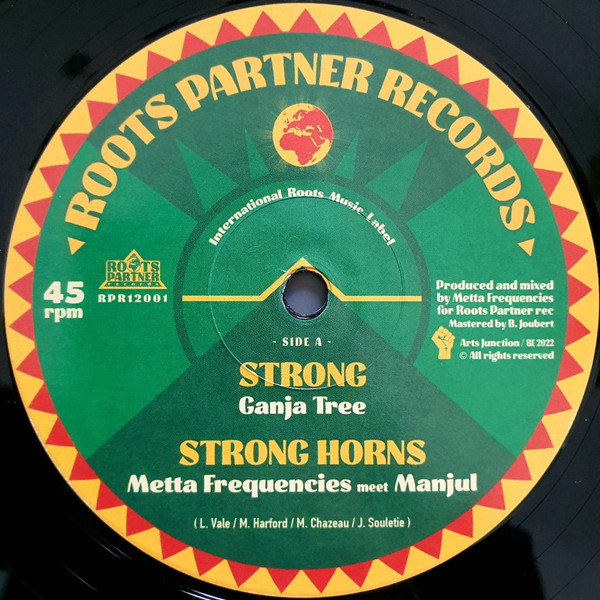 ROOTS PARTNER RECORDS
International Roots Music Label
ROOTS
PARTNER
records
RPR12001
45
rpm
Produced and mixed
by Metta Frequencies
for Roots Partner rec
Mastered by B. Joubert
Arts Junction / BE 2022
© All rights reserved
- SIDE A -
STRONG
Ganja Tree
STRONG HORNS
Metta Frequencies meet Manjul
( L. Vale / M. Harford / M. Chazeau / J. Souletie )